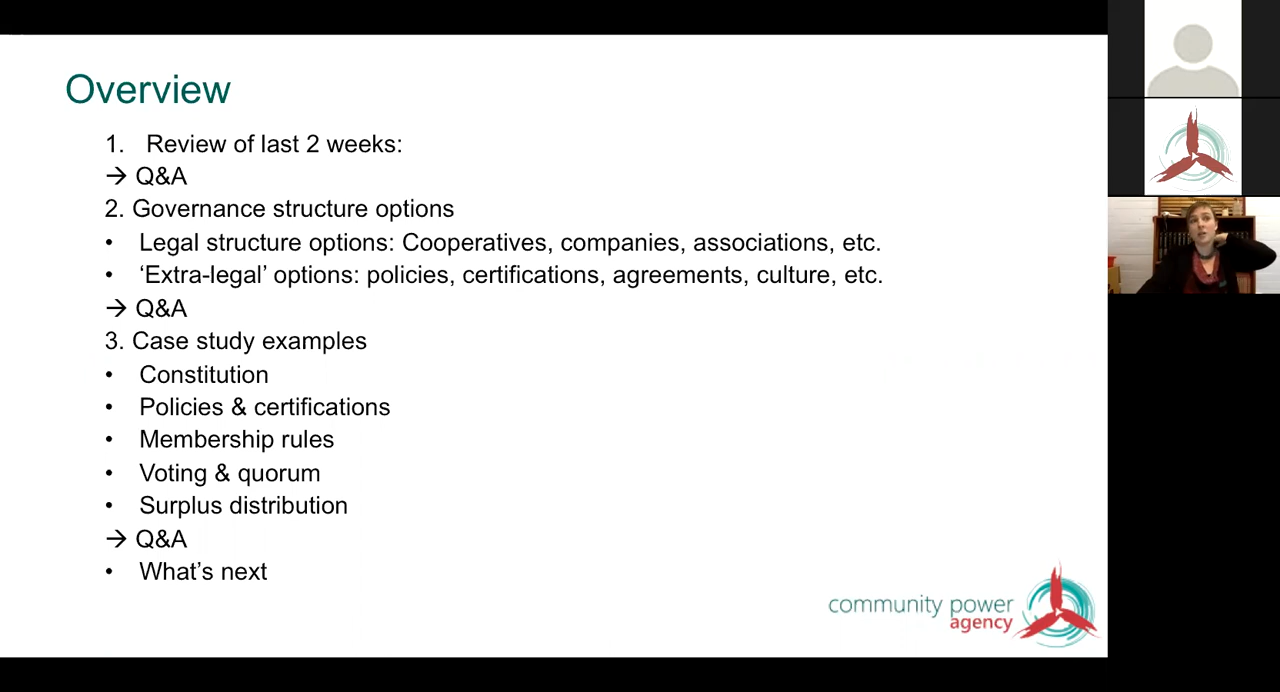 Overview
1. Review of last 2 weeks:
→ Q&A
2. Governance structure options
• Legal structure options: Cooperatives, companies, associations, etc.
• ‘Extra-legal’ options: policies, certifications, agreements, culture, etc.
→ Q&A
3. Case study examples
• Constitution
• Policies & certifications
• Membership rules
• Voting & quorum
• Surplus distribution
→ Q&A
• What’s next
community power
agency